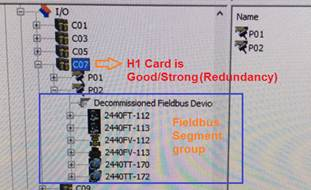 I/O
C01
C03
C05
C07
P01
P02
Decommissioned Fieldbus Devic
2440FT-112
2440FT-113
2440FV-112
2440FV-113
2440TT-170
2440TT-172
C09
Name
P01
P02
H1 Card is
Good/Strong(Redundancy)
Fieldbus
Segment
group